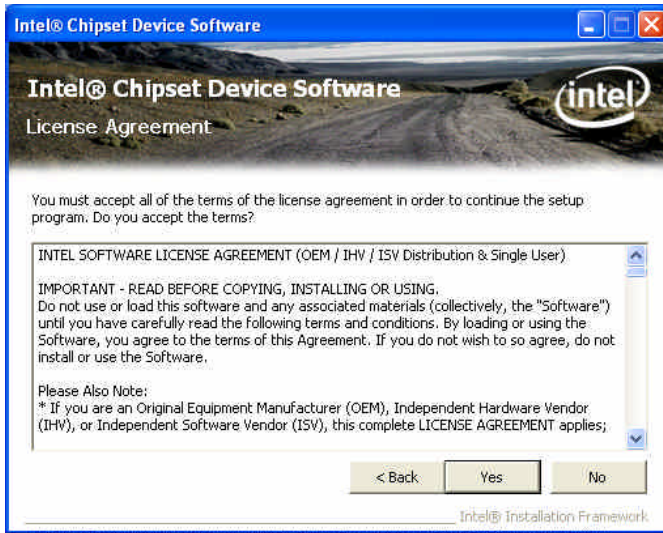 Intel® Chipset Device Software
Intel® Chipset Device Software
intel
License Agreement
You must accept all of the terms of the license agreement in order to continue the setup
program. Do you accept the terms?
INTEL SOFTWARE LICENSE AGREEMENT (OEM / IHV / ISV Distribution & Single User)
IMPORTANT - READ BEFORE COPYING, INSTALLING OR USING.
Do not use or load this software and any associated materials (collectively, the "Software")
until you have carefully read the following terms and conditions. By loading or using the
Software, you agree to the terms of this Agreement. If you do not wish to so agree, do not
install or use the Software.
Please Also Note:
* If you are an Original Equipment Manufacturer (OEM), Independent Hardware Vendor
(IHV), or Independent Software Vendor (ISV), this complete LICENSE AGREEMENT applies;
< Back Yes No
Intel® Installation Framework